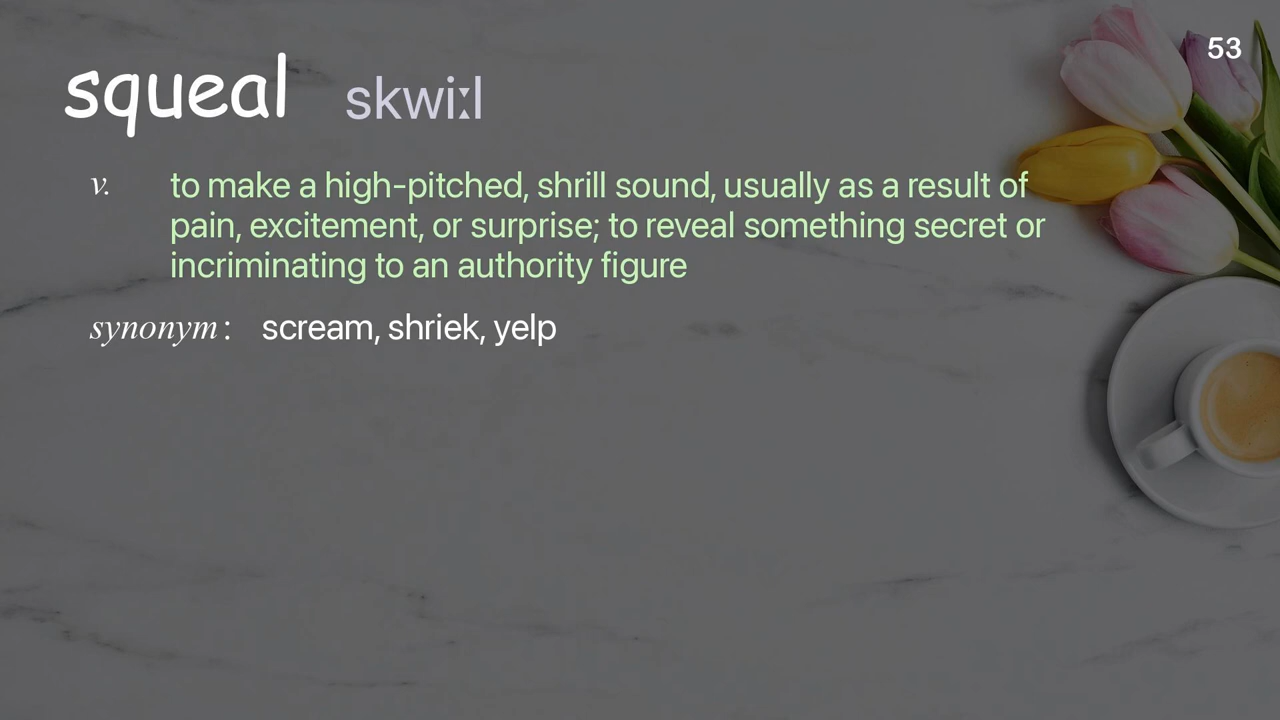 53
squeal skwiːl
v. to make a high-pitched, shrill sound, usually as a result of
pain, excitement, or surprise; to reveal something secret or
incriminating to an authority figure
synonym: scream, shriek, yelp